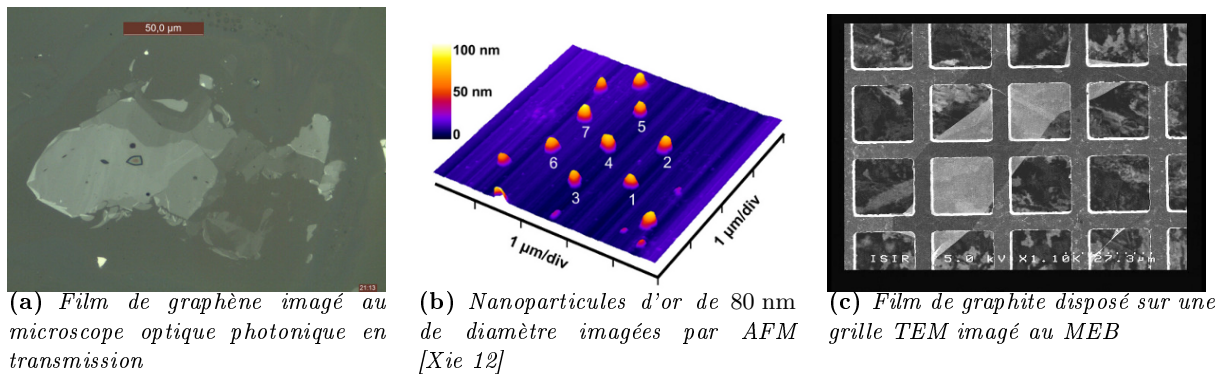 50,0 µm
21:13
100 nm
50 nm
0
7
5
6
4
2
3
1
1 µm/div
1 µm/div
ISIR 5.0 kV X1.10K 27.3µm
(a) Film de graphène imagé au
microscope optique photonique en
transmission
(b) Nanoparticules d'or de 80 nm
de diamètre imagées par AFM
[Xie 12]
(c) Film de graphite disposé sur une
grille TEM imagé au MEB